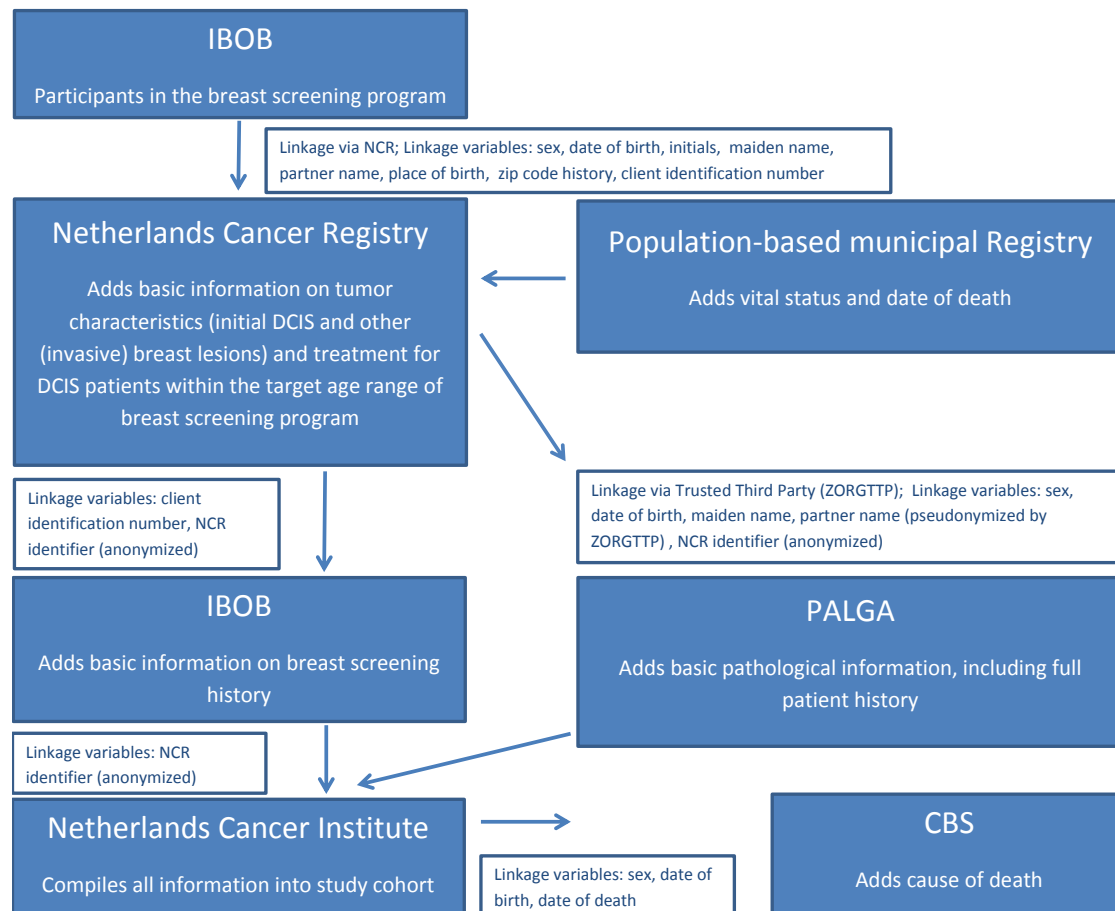 IBOB
Participants in the breast screening program
Linkage via NCR; Linkage variables: sex, date of birth, initials, maiden name,
partner name, place of birth, zip code history, client identification number
Netherlands Cancer Registry
Adds basic information on tumor
characteristics (initial DCIS and other
(invasive) breast lesions) and treatment for
DCIS patients within the target age range of
breast screening program
Population-based municipal Registry
Adds vital status and date of death
Linkage variables: client
identification number, NCR
identifier (anonymized)
Linkage via Trusted Third Party (ZORGTTP); Linkage variables: sex,
date of birth, maiden name, partner name (pseudonymized by
ZORGTTP) , NCR identifier (anonymized)
IBOB
Adds basic information on breast screening
history
PALGA
Adds basic pathological information, including full
patient history
Linkage variables: NCR
identifier (anonymized)
Netherlands Cancer Institute
Compiles all information into study cohort
Linkage variables: sex, date of
birth, date of death
CBS
Adds cause of death